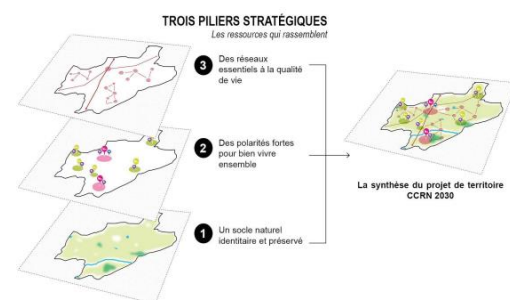 TROIS PILIERS STRATÉGIQUES
Les ressources qui rassemblent
3
Des réseaux
essentiels à la qualité
de vie
2
Des polarités fortes
pour bien vivre
ensemble
1
Un socle naturel
identitaire et préservé
La synthèse du projet de territoire
CCRN 2030